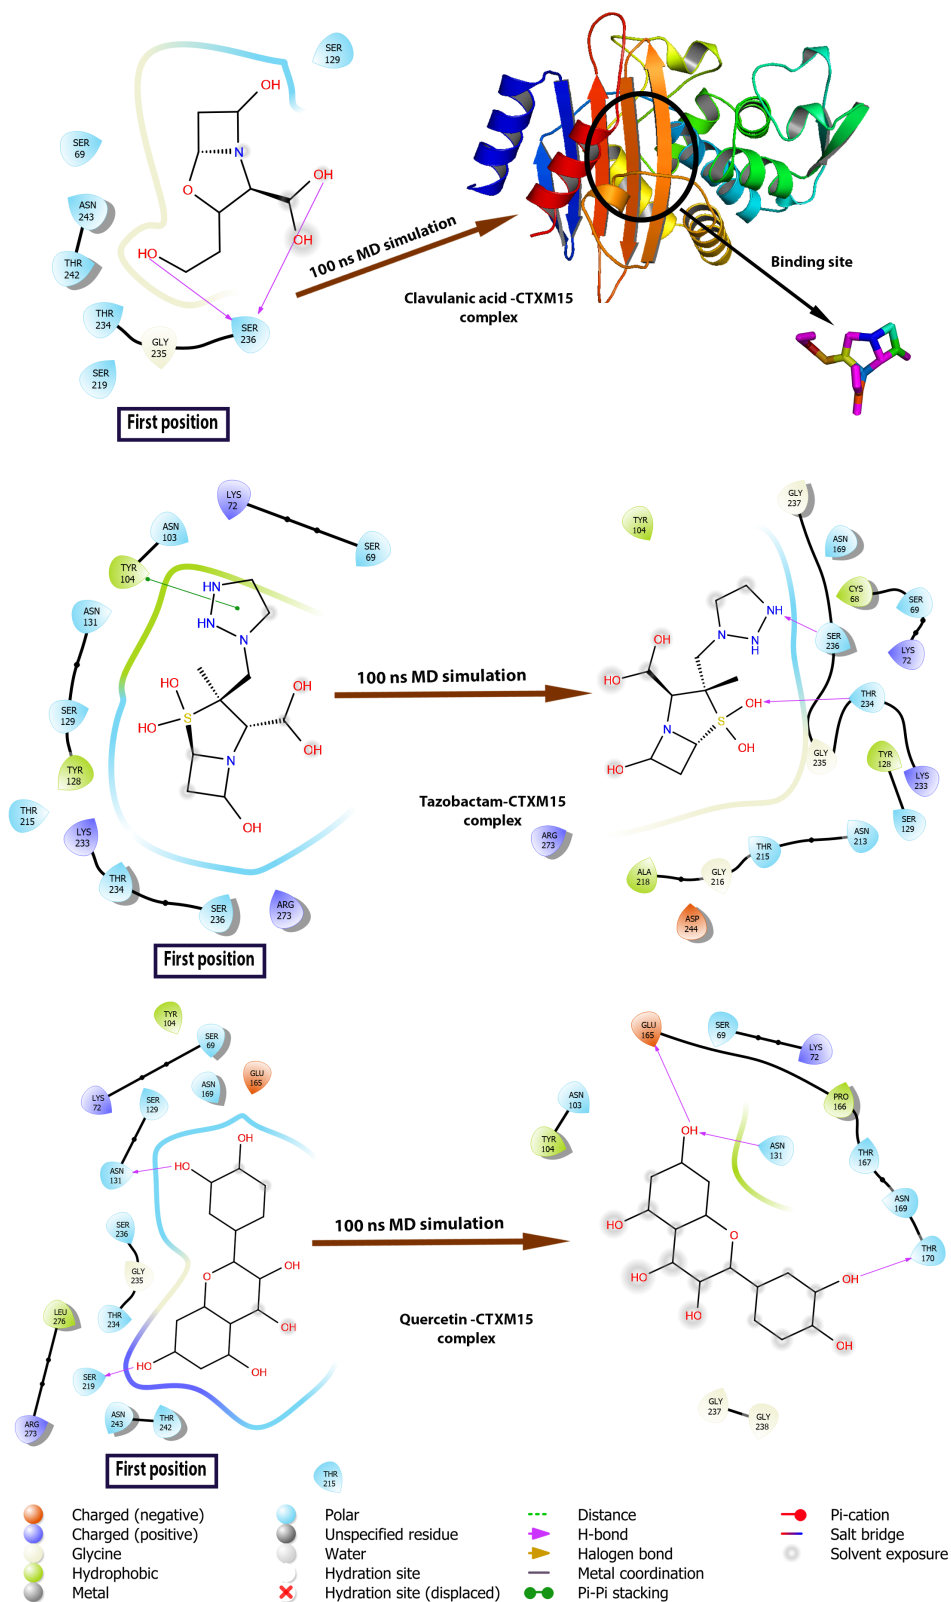 SER
129
OH
SER
69
N
OH
O
ASN
243
OH
HO
THR
242
THR
234
SER
236
GLY
235
SER
219
First position
100 ns MD simulation
Clavulanic acid -CTXM15
complex
Binding site
LYS
72
ASN
103
SER
69
TYR
104
HN
HN
N
ASN
131
HO
OH
HO
S
OH
SER
129
N
TYR
128
THR
215
OH
LYS
233
THR
234
SER
236
ARG
273
First position
100 ns MD simulation
Tazobactam-CTXM15
complex
GLY
237
TYR
104
ASN
169
CYS
68
SER
69
NH
N
N
H
SER
236
LYS
72
OH
HO
OH
THR
234
S
N
OH
HO
GLY
235
TYR
128
LYS
233
SER
129
ARG
273
ASN
213
THR
215
ALA
218
GLY
216
ASP
244
TYR
104
SER
69
GLU
165
ASN
169
LYS
72
SER
129
OH
HO
ASN
131
SER
236
GLY
235
O
OH
LEU
276
THR
234
OH
HO
OH
SER
219
ASN
243
THR
242
ARG
273
First position
THR
215
100 ns MD simulation
Quercetin -CTXM15
complex
GLU
165
SER
69
LYS
72
ASN
103
PRO
166
OH
TYR
104
ASN
131
THR
167
ASN
169
HO
O
THR
170
HO
OH
HO
OH
GLY
237
GLY
238
Charged (negative)
Charged (positive)
Glycine
Hydrophobic
Metal
Polar
Unspecified residue
Water
Hydration site
Hydration site (displaced)
Distance
H-bond
Halogen bond
Metal coordination
Pi-Pi stacking
Pi-cation
Salt bridge
Solvent exposure